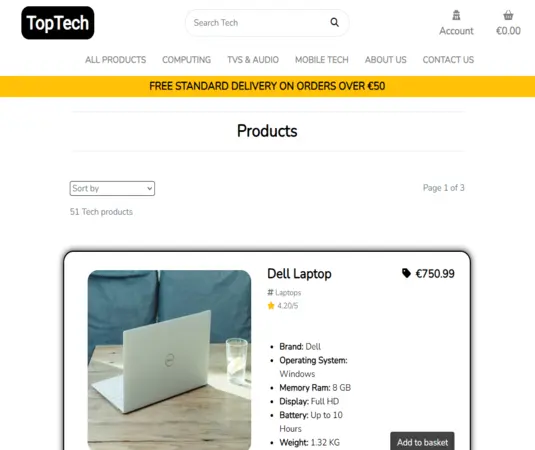 TopTech
Search Tech
Account
€0.00
ALL PRODUCTS COMPUTING TVS & AUDIO MOBILE TECH ABOUT US CONTACT US
FREE STANDARD DELIVERY ON ORDERS OVER €50
Products
Sort by
Page 1 of 3
51 Tech products
Dell Laptop
€750.99
# Laptops
4.20/5
DELL
• Brand: Dell
• Operating System:
Windows
• Memory Ram: 8 GB
• Display: Full HD
• Battery: Up to 10
Hours
• Weight: 1.32 KG
Add to basket